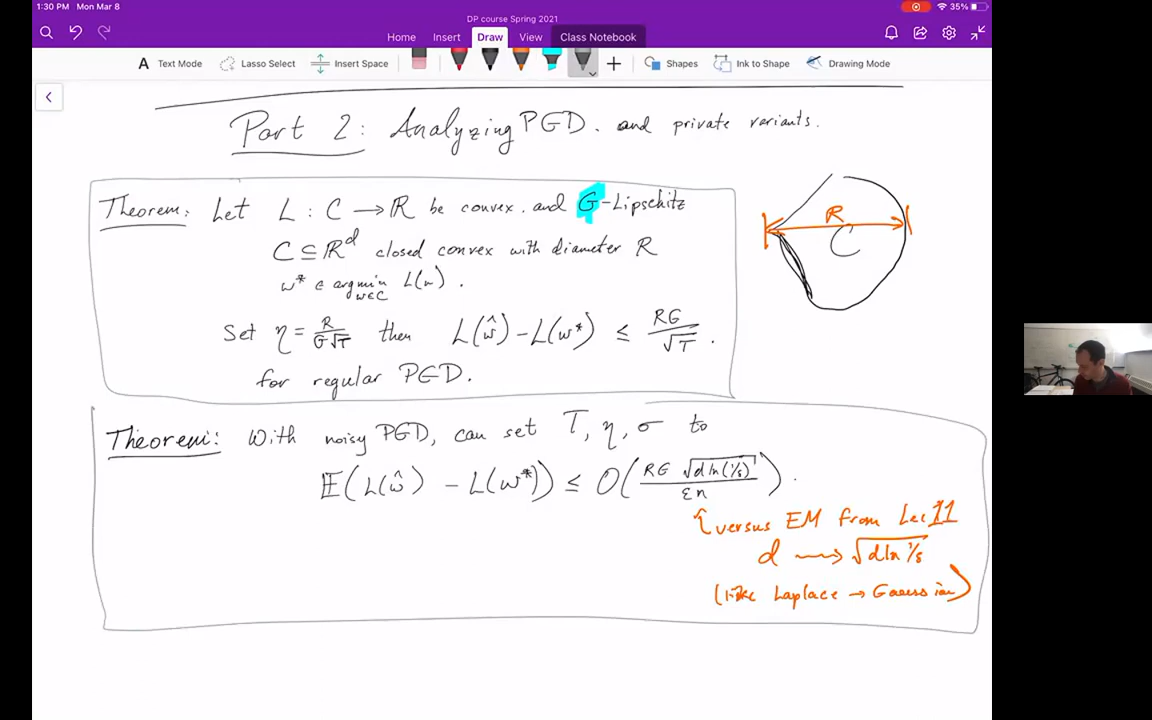 1:30 PM Mon Mar 8
35%
DP course Spring 2021
Home Insert Draw View Class Notebook
Text Mode Lasso Select Insert Space Shapes Ink to Shape Drawing Mode
Part 2: Analyzing PGD. and private variants.
Theorem: Let L : C → ℝ be convex. and G-Lipschitz
C ⊆ ℝ^d closed convex with diameter R
w* ∈ argmin_{w∈C} L(w).
Set η = R/(G√T) then L(ŵ) - L(w*) ≤ RG/√T.
for regular PGD.
R
C
Theorem: With noisy PGD, can set T, η, σ to
𝔼(L(ŵ) - L(w*)) ≤ O(RG √(d ln(1/δ)) / εn).
↑ versus EM from Lec 11
d ⟿ √(d ln 1/δ)
(like Laplace → Gaussian)